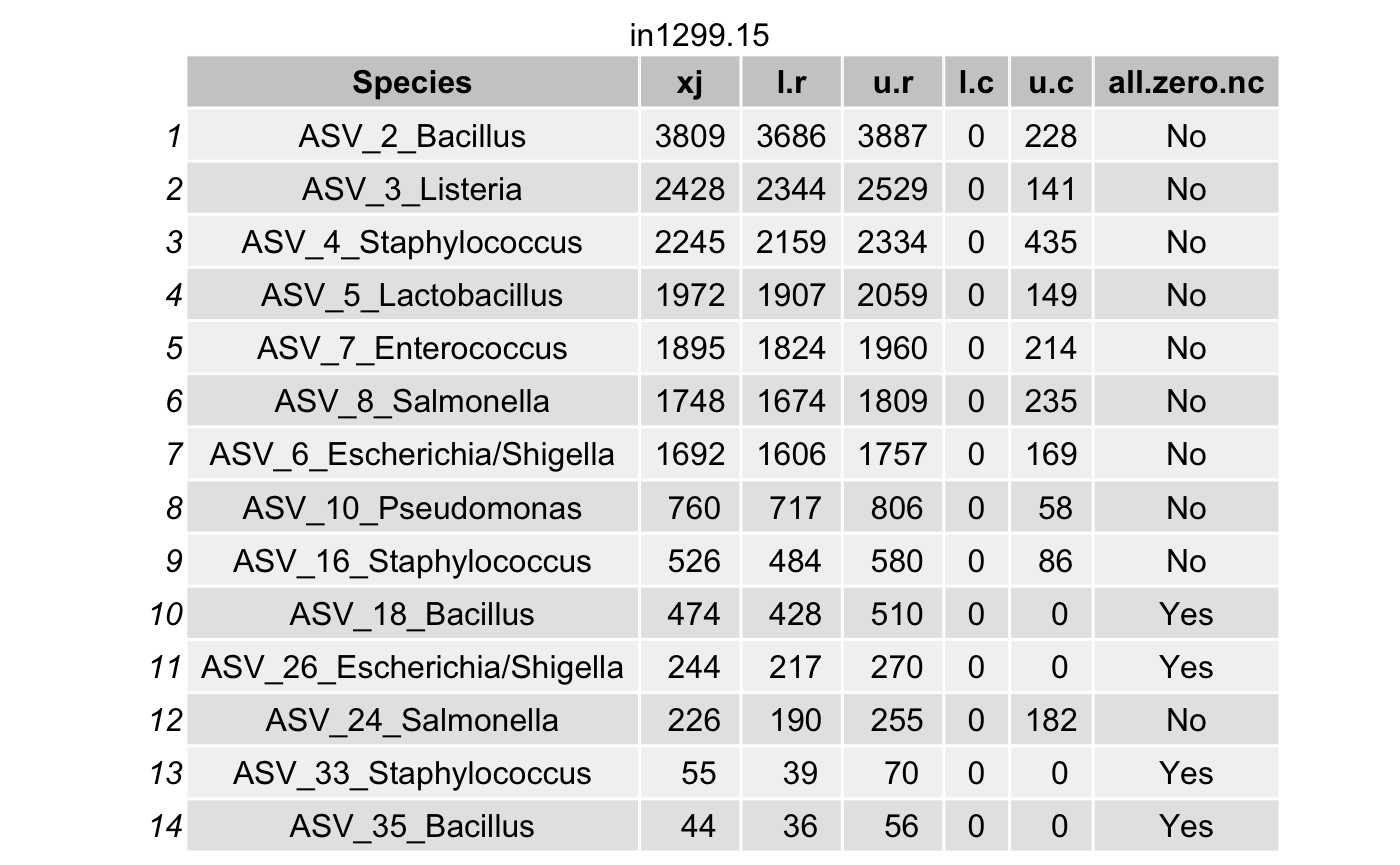 in1299.15
Species xj l.r u.r l.c u.c all.zero.nc
1 ASV_2_Bacillus 3809 3686 3887 0 228 No
2 ASV_3_Listeria 2428 2344 2529 0 141 No
3 ASV_4_Staphylococcus 2245 2159 2334 0 435 No
4 ASV_5_Lactobacillus 1972 1907 2059 0 149 No
5 ASV_7_Enterococcus 1895 1824 1960 0 214 No
6 ASV_8_Salmonella 1748 1674 1809 0 235 No
7 ASV_6_Escherichia/Shigella 1692 1606 1757 0 169 No
8 ASV_10_Pseudomonas 760 717 806 0 58 No
9 ASV_16_Staphylococcus 526 484 580 0 86 No
10 ASV_18_Bacillus 474 428 510 0 0 Yes
11 ASV_26_Escherichia/Shigella 244 217 270 0 0 Yes
12 ASV_24_Salmonella 226 190 255 0 182 No
13 ASV_33_Staphylococcus 55 39 70 0 0 Yes
14 ASV_35_Bacillus 44 36 56 0 0 Yes